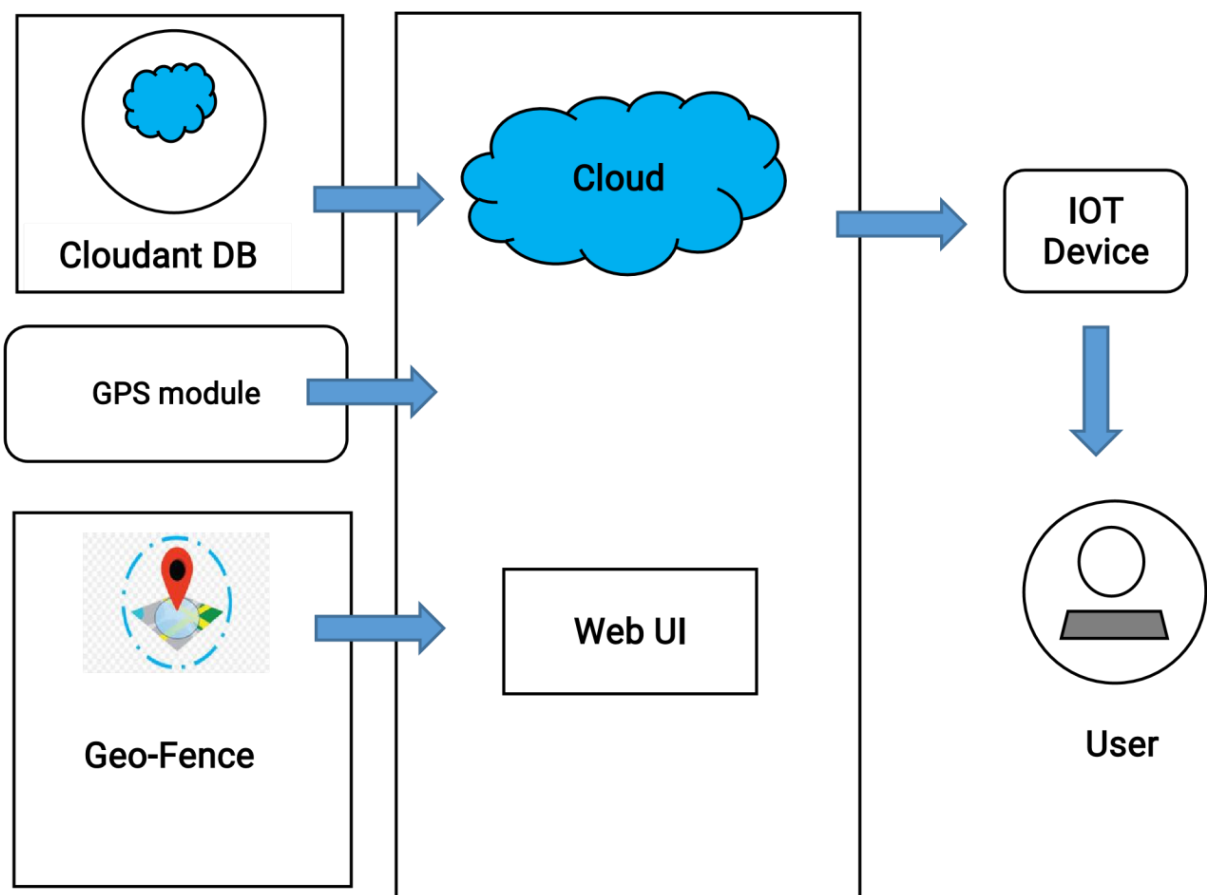 Cloudant DB
Cloud
IOT
Device
GPS module
Geo-Fence
Web UI
User